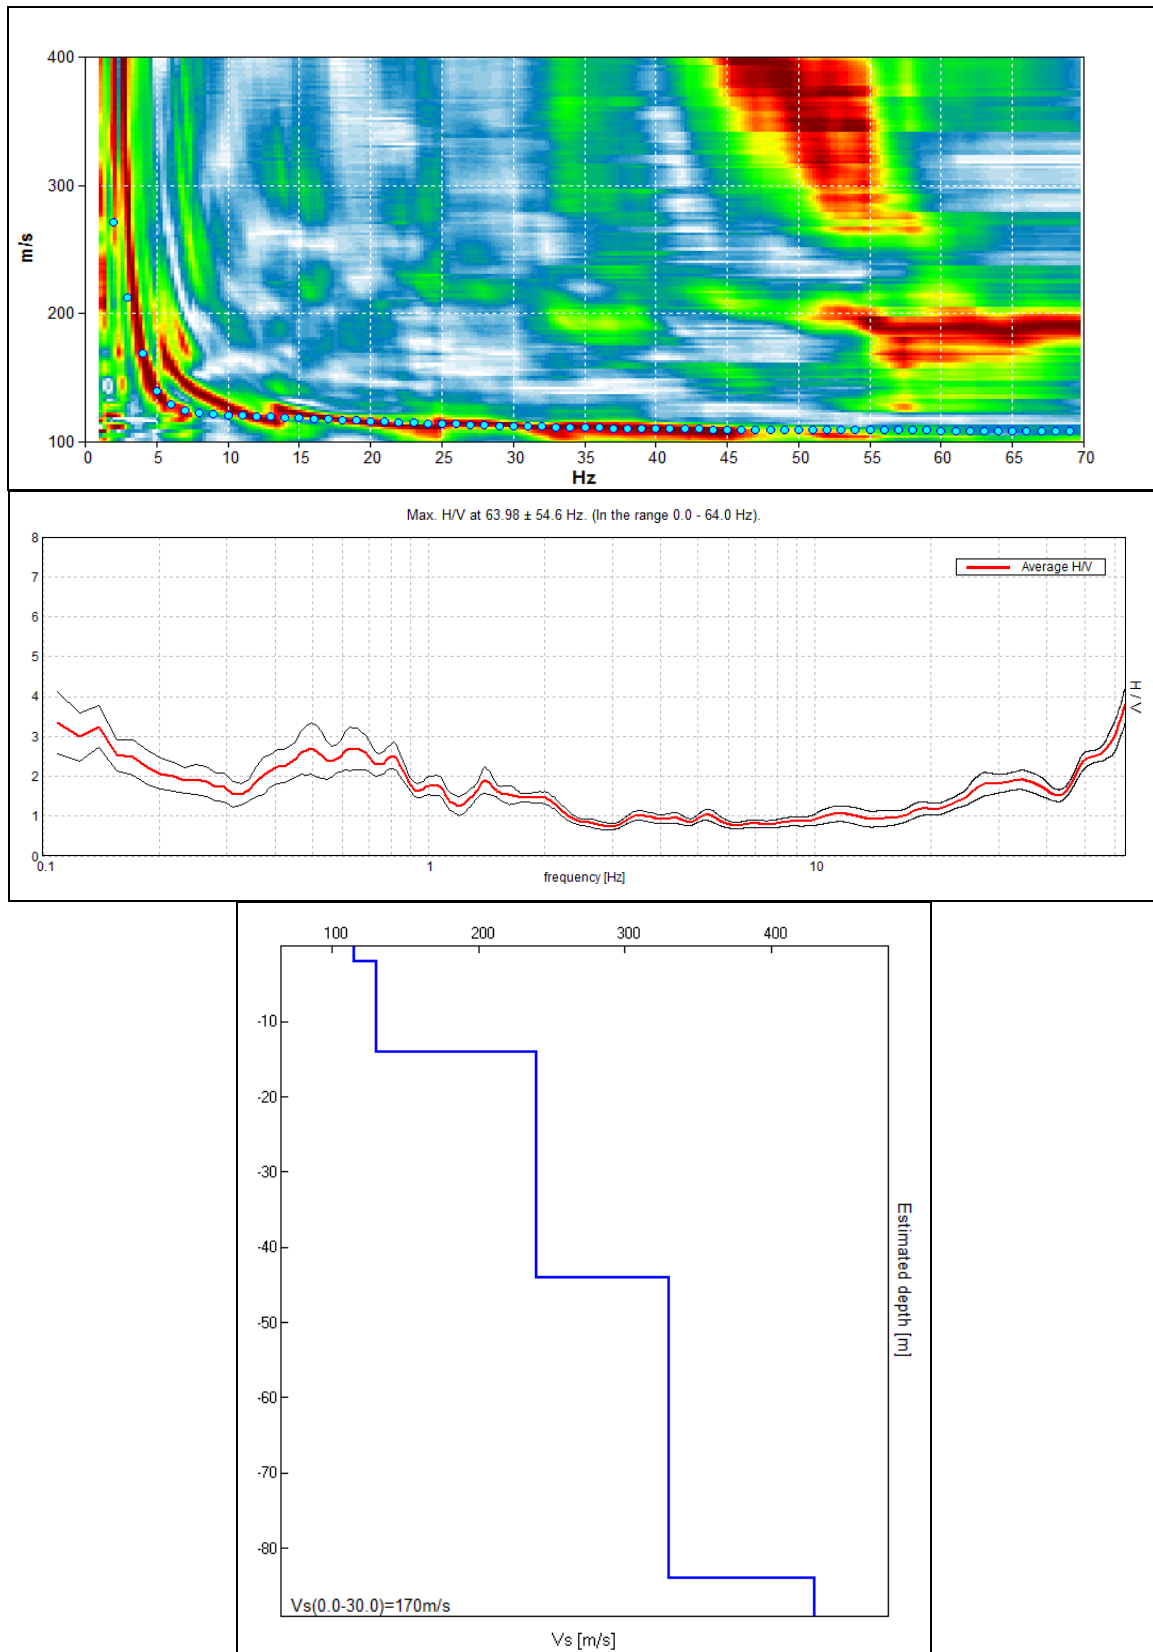 400
300
200
100
m/s
0 5 10 15 20 25 30 35 40 45 50 55 60 65 70
Hz
Max. H/V at 63.98 ± 54.6 Hz. (In the range 0.0 - 64.0 Hz).
8
7
6
5
4
3
2
1
0
Average H/V
H / V
0.1 1 10
frequency [Hz]
100 200 300 400
-10
-20
-30
-40
-50
-60
-70
-80
Estimated depth [m]
Vs(0.0-30.0)=170m/s
Vs [m/s]